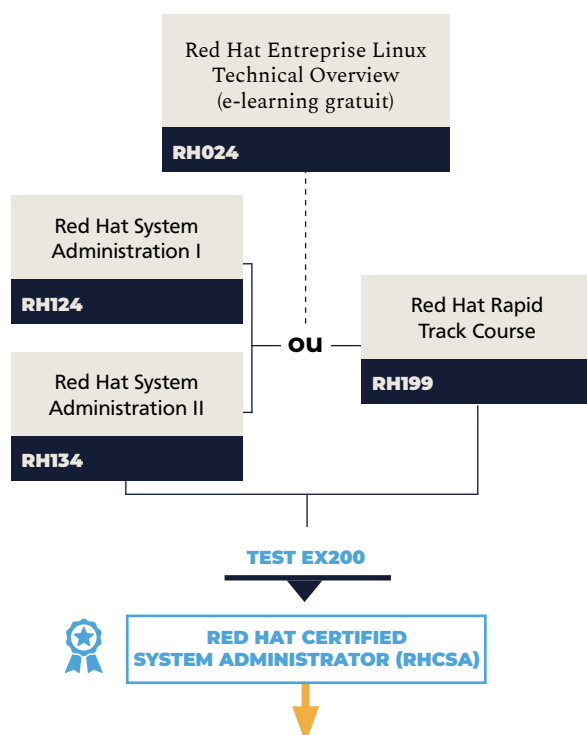 Red Hat Entreprise Linux
Technical Overview
(e-learning gratuit)
RH024
Red Hat System
Administration I
RH124
Red Hat System
Administration II
RH134
ou
Red Hat Rapid
Track Course
RH199
TEST EX200
RED HAT CERTIFIED
SYSTEM ADMINISTRATOR (RHCSA)